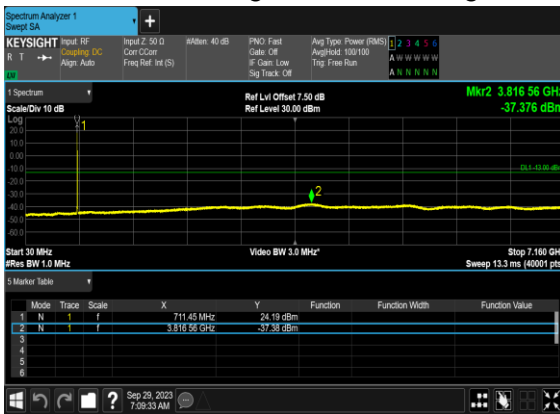 Spectrum Analyzer 1
Swept SA
+
KEYSIGHT Input: RF Input Z: 50 Ω #Atten: 40 dB PNO: Fast Avg Type: Power (RMS) 1 2 3 4 5 6
R T Coupling: DC Corr CCorr Gate: Off Avg|Hold: 100/100 A W W W W W
Align: Auto Freq Ref: Int (S) IF Gain: Low Trig: Free Run
Sig Track: Off A N N N N N
1 Spectrum Ref Lvl Offset 7.50 dB Mkr2 3.816 56 GHz
Scale/Div 10 dB Ref Level 30.00 dBm -37.376 dBm
Log
20.0
10.0
0.00
-10.0
-20.0
-30.0
-40.0
-50.0
-60.0
1
2
DL1 -13.00 dBm
Start 30 MHz Video BW 3.0 MHz* Stop 7.160 GHz
#Res BW 1.0 MHz Sweep 13.3 ms (40001 pts)
5 Marker Table
Mode Trace Scale X Y Function Function Width Function Value
1 N 1 f 711.45 MHz 24.19 dBm
2 N 1 f 3.816 56 GHz -37.38 dBm
3
4
5
6
? Sep 29, 2023
7:09:33 AM